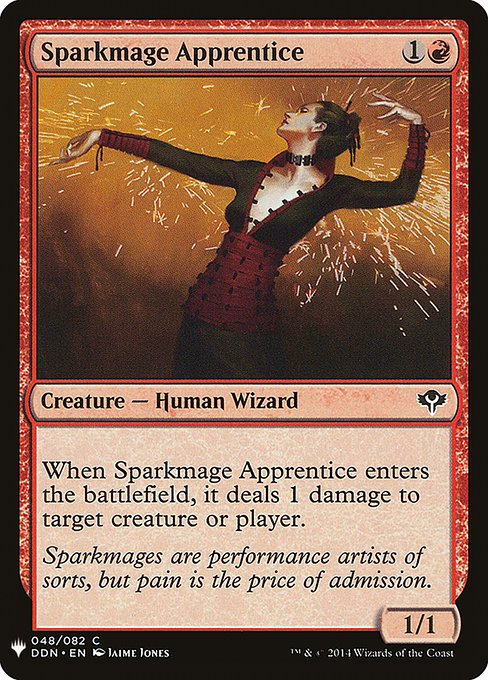 Sparkmage Apprentice 1
Creature — Human Wizard
When Sparkmage Apprentice enters
the battlefield, it deals 1 damage to
target creature or player.
Sparkmages are performance artists of
sorts, but pain is the price of admission.
1/1
048/082 C
DDN • EN Jaime Jones
™ & © 2014 Wizards of the Coast